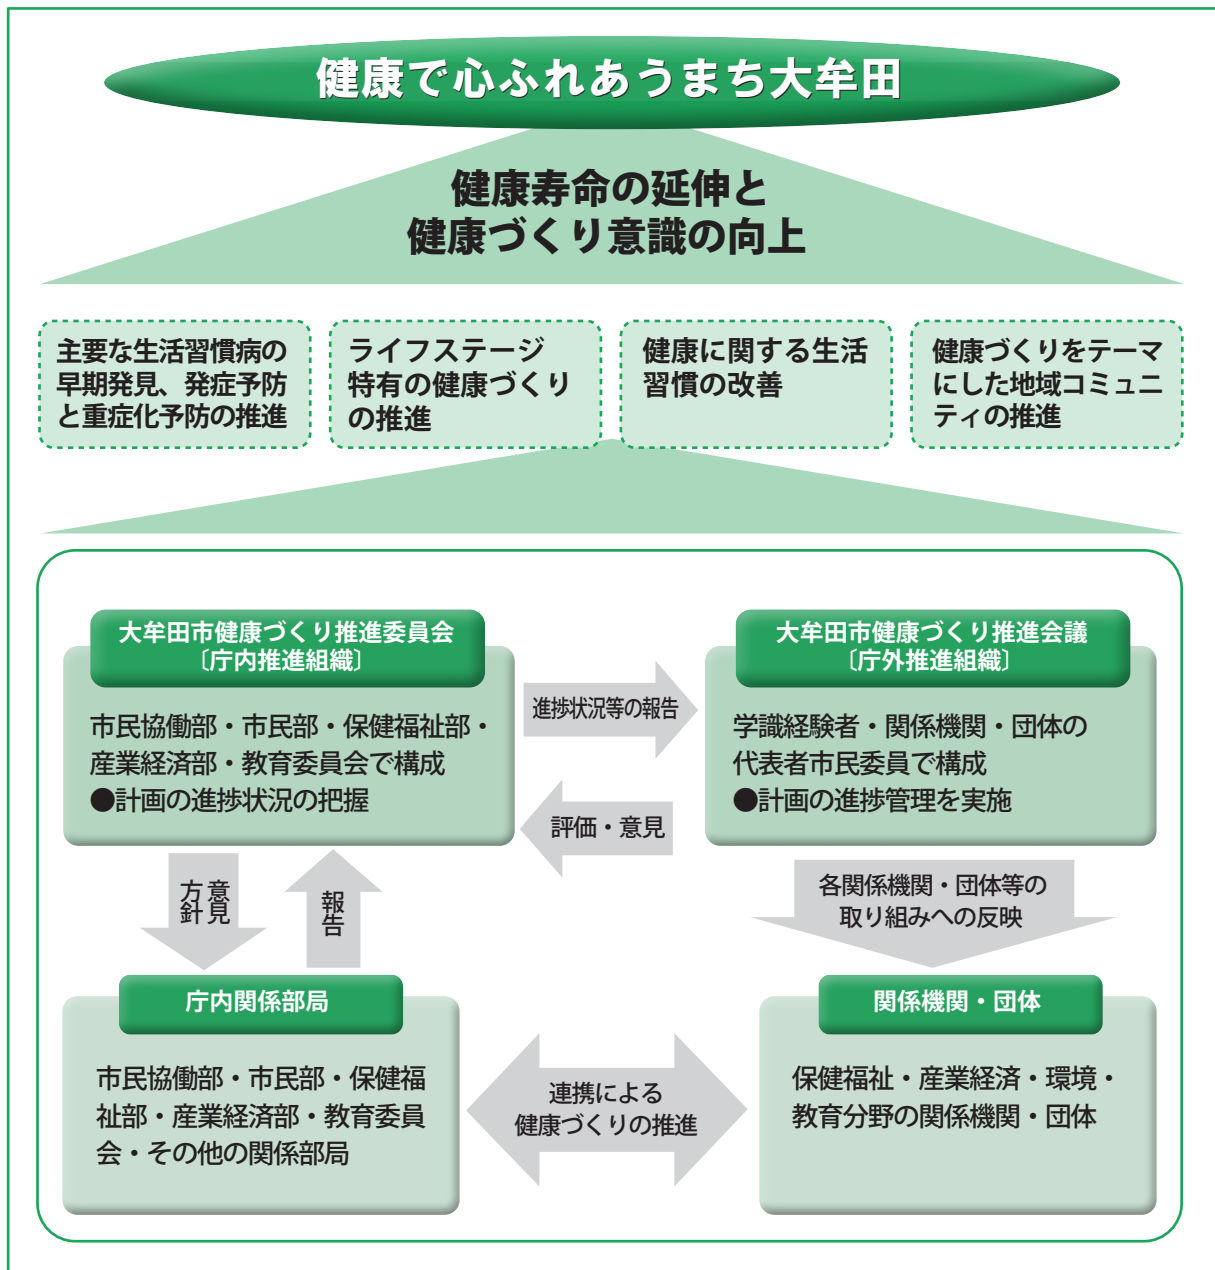 健康で心ふれあうまち大牟田
健康寿命の延伸と
健康づくり意識の向上
主要な生活習慣病の
早期発見、発症予防
と重症化予防の推進
ライフステージ
特有の健康づくり
の推進
健康に関する生活
習慣の改善
健康づくりをテーマ
にした地域コミュニ
ティの推進
大牟田市健康づくり推進委員会
〔庁内推進組織〕
市民協働部・市民部・保健福祉部・
産業経済部・教育委員会で構成
●計画の進捗状況の把握
進捗状況等の報告
評価・意見
大牟田市健康づくり推進会議
〔庁外推進組織〕
学識経験者・関係機関・団体の
代表者市民委員で構成
●計画の進捗管理を実施
意見
方針
報告
各関係機関・団体等の
取り組みへの反映
庁内関係部局
市民協働部・市民部・保健福
祉部・産業経済部・教育委員
会・その他の関係部局
連携による
健康づくりの推進
関係機関・団体
保健福祉・産業経済・環境・
教育分野の関係機関・団体